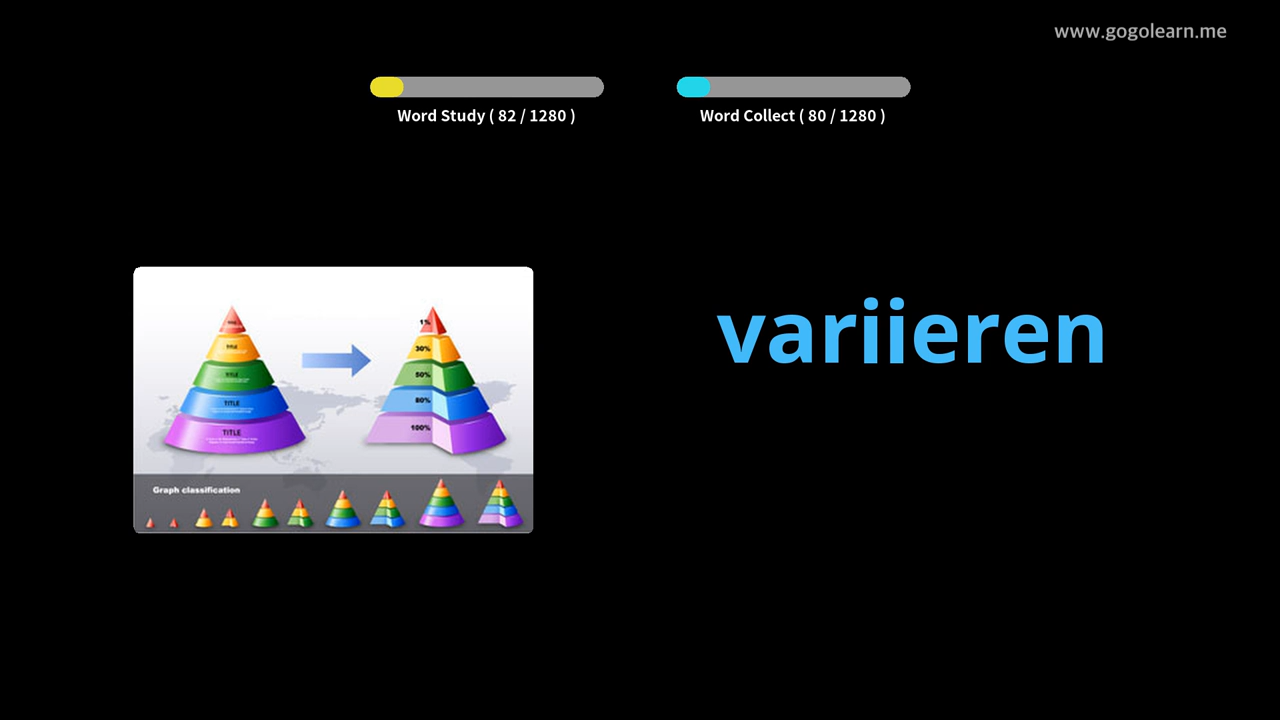 www.gogolearn.me
Word Study ( 82 / 1280 )
Word Collect ( 80 / 1280 )
variieren
1%
TITLE
30%
TITLE
50%
TITLE
80%
TITLE
100%
Graph classification